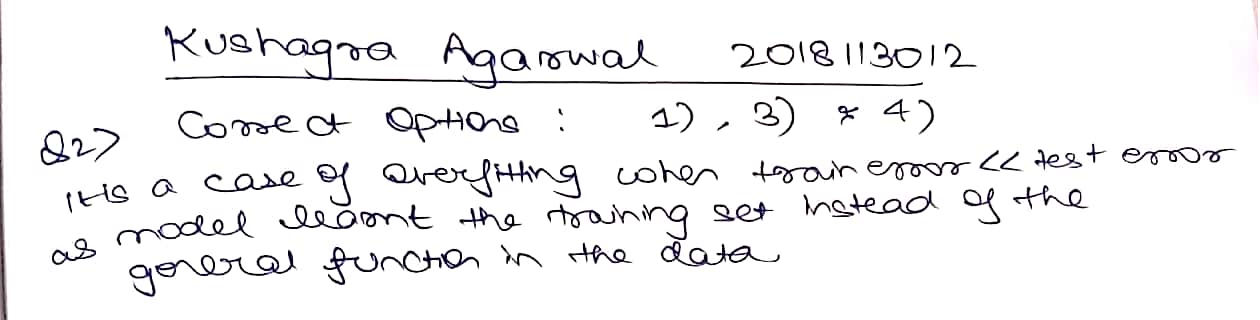 Kushagra Agarwal 2018113012
Q2> Correct Options : 1), 3) & 4)
It is a case of overfitting when train error << test error
as model learnt the training set instead of the
general function in the data